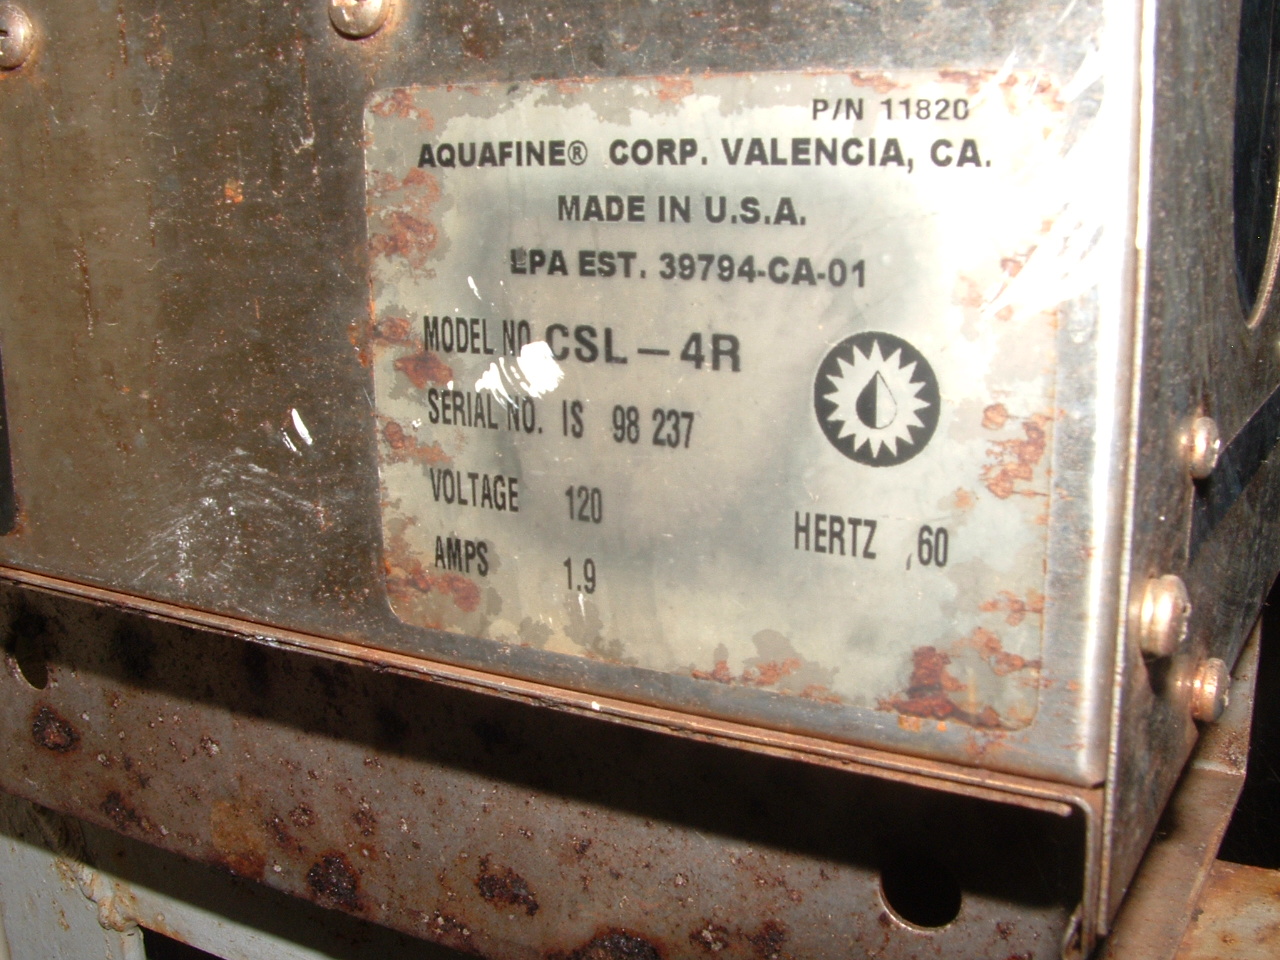 P/N 11820
AQUAFINE® CORP. VALENCIA, CA.
MADE IN U.S.A.
EPA EST. 39794-CA-01
MODEL NO. CSL-4R
SERIAL NO. IS 98 237
VOLTAGE 120
AMPS 1.9
HERTZ 60